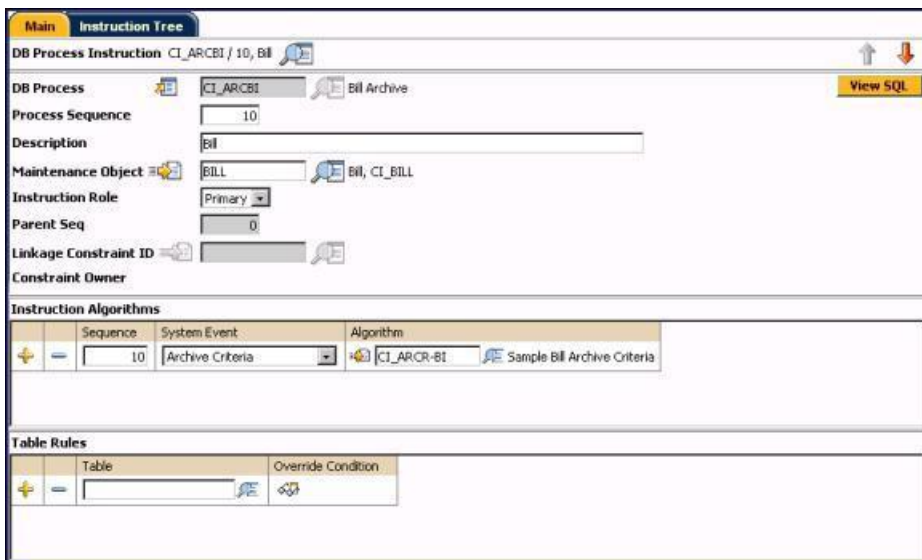 Main Instruction Tree
DB Process Instruction CI_ARCBI / 10, Bill
DB Process CI_ARCBI Bill Archive View SQL
Process Sequence 10
Description Bill
Maintenance Object BILL Bill, CI_BILL
Instruction Role Primary
Parent Seq 0
Linkage Constraint ID
Constraint Owner
Instruction Algorithms
Sequence System Event Algorithm
10 Archive Criteria CI_ARCR-BI Sample Bill Archive Criteria
Table Rules
Table Override Condition